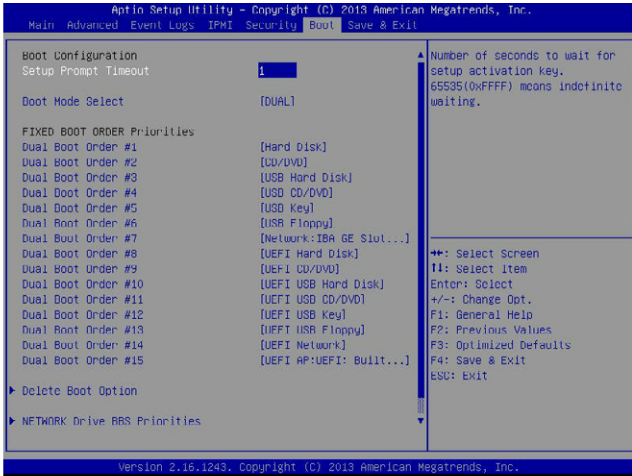 Aptio Setup Utility - Copyright (C) 2013 American Megatrends, Inc.
Main Advanced Event Logs IPMI Security Boot Save & Exit
Boot Configuration
Setup Prompt Timeout 1
Boot Mode Select [DUAL]
FIXED BOOT ORDER Priorities
Dual Boot Order #1 [Hard Disk]
Dual Boot Order #2 [CD/DVD]
Dual Boot Order #3 [USB Hard Disk]
Dual Boot Order #4 [USB CD/DVD]
Dual Boot Order #5 [USB Key]
Dual Boot Order #6 [USB Floppy]
Dual Boot Order #7 [Network:IBA GE Slot...]
Dual Boot Order #8 [UEFI Hard Disk]
Dual Boot Order #9 [UEFI CD/DVD]
Dual Boot Order #10 [UEFI USB Hard Disk]
Dual Boot Order #11 [UEFI USB CD/DVD]
Dual Boot Order #12 [UEFI USB Key]
Dual Boot Order #13 [UEFI USB Floppy]
Dual Boot Order #14 [UEFI Network]
Dual Boot Order #15 [UEFI AP:UEFI: Built...]
Delete Boot Option
NETWORK Drive BBS Priorities
Number of seconds to wait for
setup activation key.
65535(0xFFFF) means indefinite
waiting.
→←: Select Screen
↑↓: Select Item
Enter: Select
+/-: Change Opt.
F1: General Help
F2: Previous Values
F3: Optimized Defaults
F4: Save & Exit
ESC: Exit
Version 2.16.1243. Copyright (C) 2013 American Megatrends, Inc.